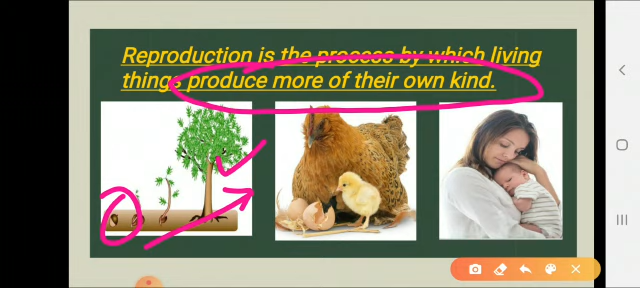 Reproduction is the process by which living
things produce more of their own kind.